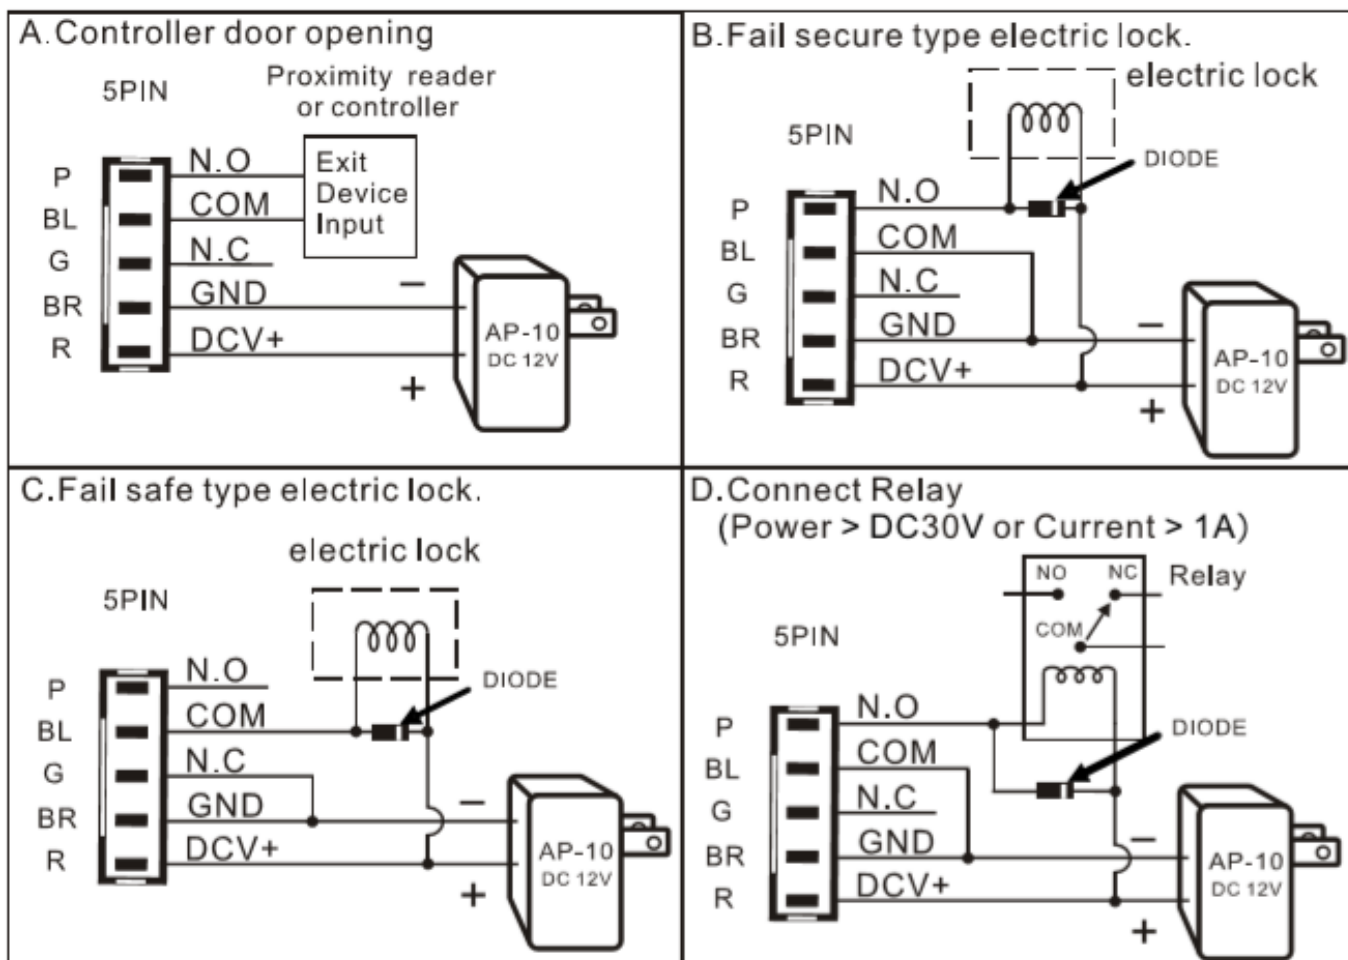 A.Controller door opening
5PIN
Proximity reader
or controller
P
BL
G
BR
R
N.O
COM
N.C
GND
DCV+
Exit
Device
Input
−
+
AP-10
DC 12V
B.Fail secure type electric lock.
electric lock
5PIN
DIODE
P
BL
G
BR
R
N.O
COM
N.C
GND
DCV+
−
+
AP-10
DC 12V
C.Fail safe type electric lock.
electric lock
5PIN
DIODE
P
BL
G
BR
R
N.O
COM
N.C
GND
DCV+
−
+
AP-10
DC 12V
D.Connect Relay
(Power > DC30V or Current > 1A)
NO NC
Relay
COM
5PIN
DIODE
P
BL
G
BR
R
N.O
COM
N.C
GND
DCV+
−
+
AP-10
DC 12V